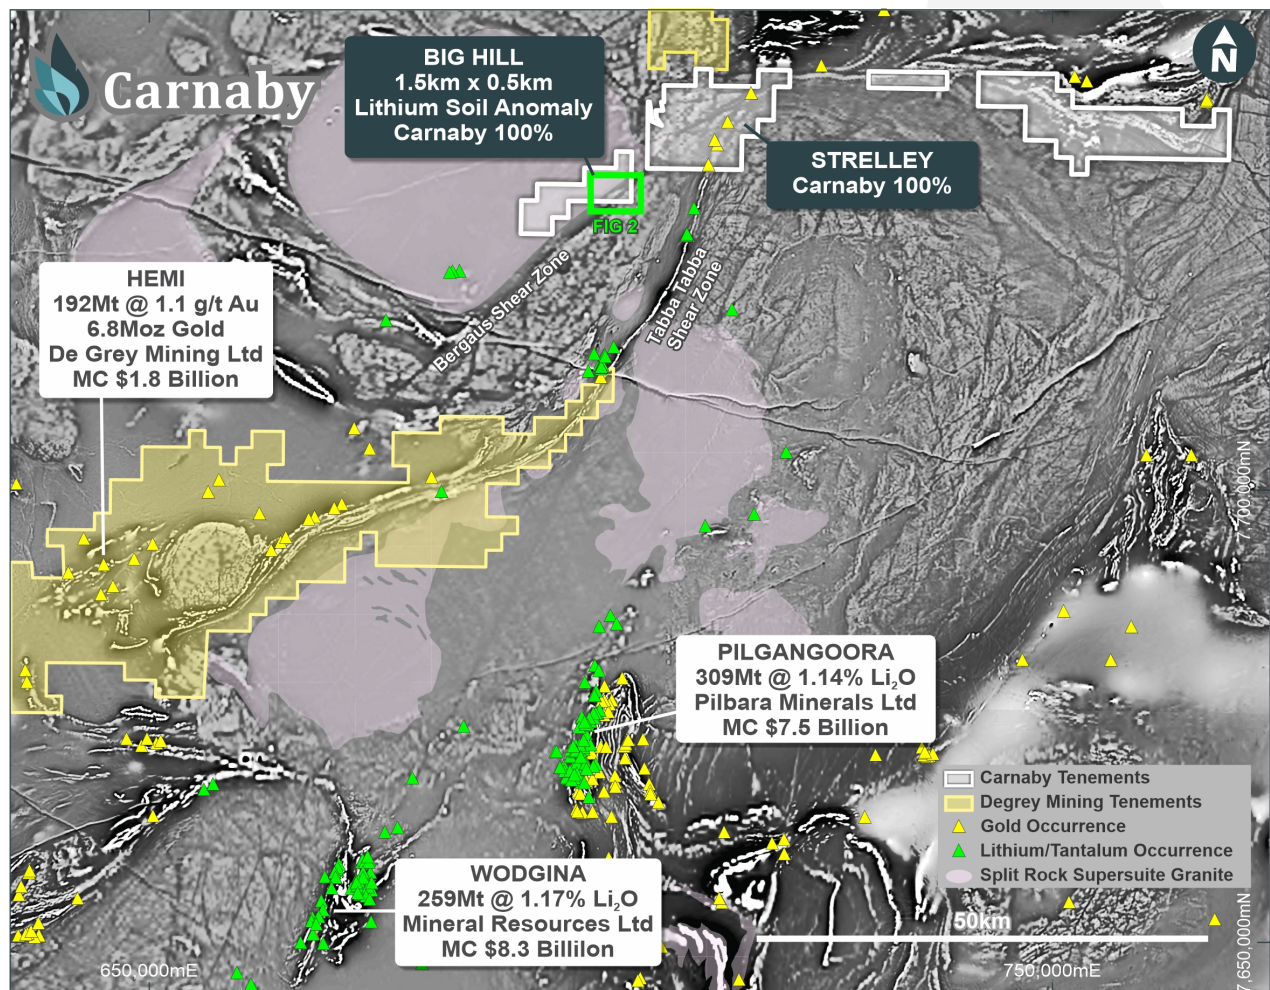 Carnaby
BIG HILL
1.5km x 0.5km
Lithium Soil Anomaly
Carnaby 100%
N
STRELLEY
Carnaby 100%
FIG 2
HEMI
192Mt @ 1.1 g/t Au
6.8Moz Gold
De Grey Mining Ltd
MC $1.8 Billion
Bergaus Shear Zone
Tabba Tabba
Shear Zone
7,700,000mN
PILGANGOORA
309Mt @ 1.14% Li₂O
Pilbara Minerals Ltd
MC $7.5 Billion
Carnaby Tenements
Degrey Mining Tenements
Gold Occurrence
Lithium/Tantalum Occurrence
Split Rock Supersuite Granite
WODGINA
259Mt @ 1.17% Li₂O
Mineral Resources Ltd
MC $8.3 Billilon
50km
650,000mE
750,000mE
7,650,000mN